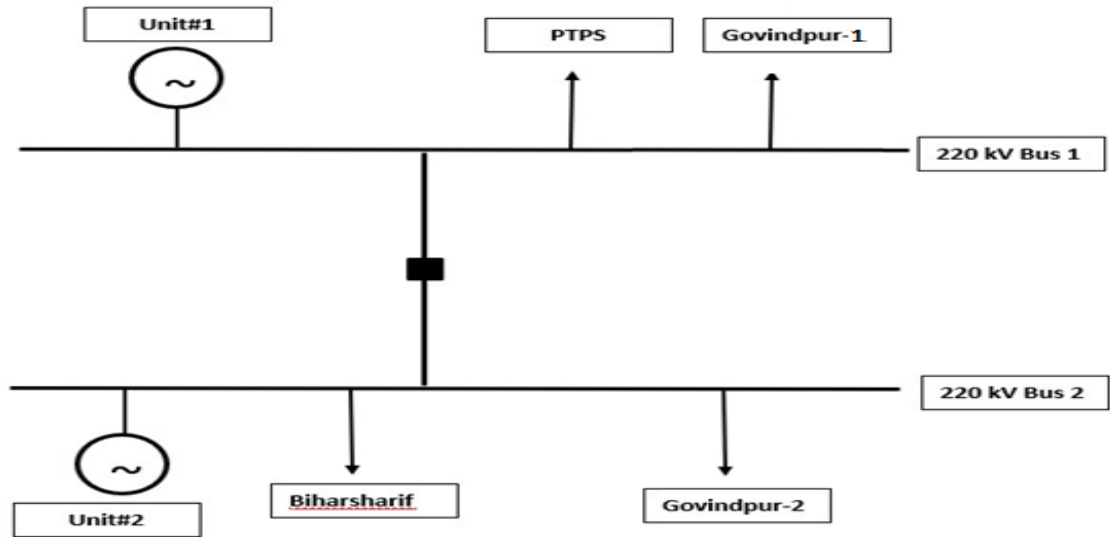 Unit#1
PTPS
Govindpur-1
220 kV Bus 1
220 kV Bus 2
Biharsharif
Govindpur-2
Unit#2